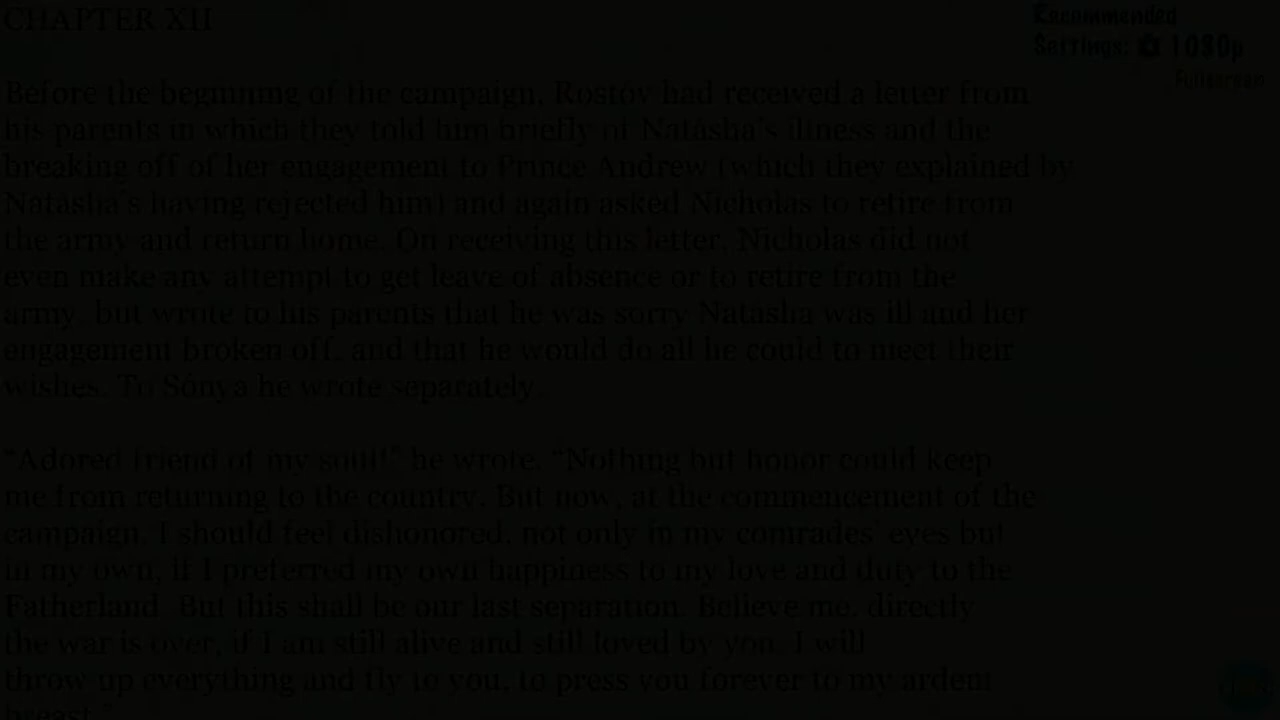 CHAPTER XII
Recommended
Settings: 1080p
Fullscreen
Before the beginning of the campaign, Rostóv had received a letter from
his parents in which they told him briefly of Natásha's illness and the
breaking off of her engagement to Prince Andrew (which they explained by
Natásha's having rejected him) and again asked Nicholas to retire from
the army and return home. On receiving this letter, Nicholas did not
even make any attempt to get leave of absence or to retire from the
army, but wrote to his parents that he was sorry Natásha was ill and her
engagement broken off, and that he would do all he could to meet their
wishes. To Sónya he wrote separately.
“Adored friend of my soul!” he wrote. “Nothing but honor could keep
me from returning to the country. But now, at the commencement of the
campaign, I should feel dishonored, not only in my comrades' eyes but
in my own, if I preferred my own happiness to my love and duty to the
Fatherland. But this shall be our last separation. Believe me, directly
the war is over, if I am still alive and still loved by you, I will
throw up everything and fly to you, to press you forever to my ardent
breast.”